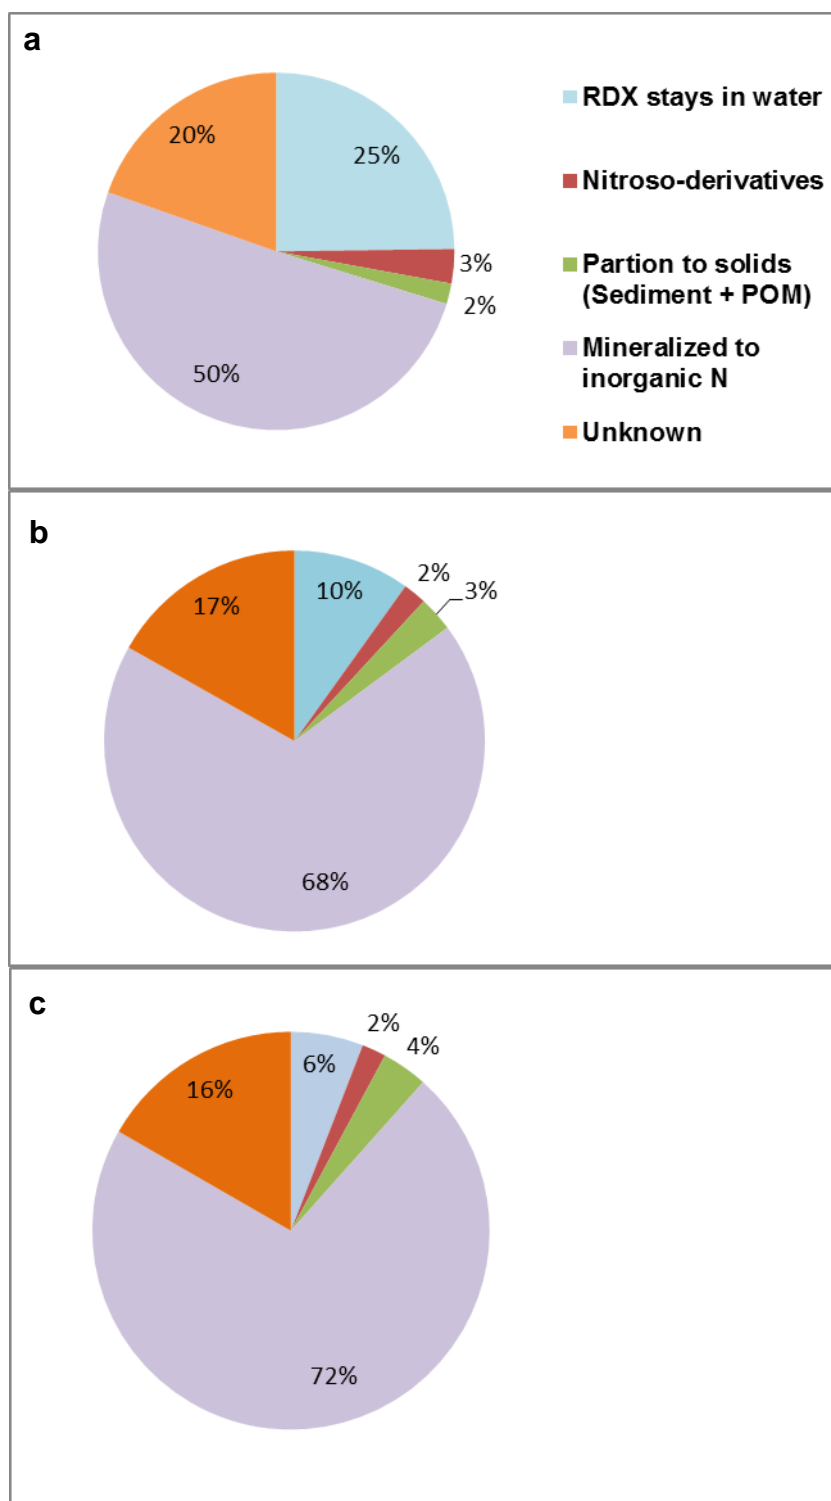 a
20%
25%
3%
2%
50%
RDX stays in water
Nitroso-derivatives
Partion to solids
(Sediment + POM)
Mineralized to
inorganic N
Unknown
b
17%
10%
2%
3%
68%
c
16%
6%
2%
4%
72%